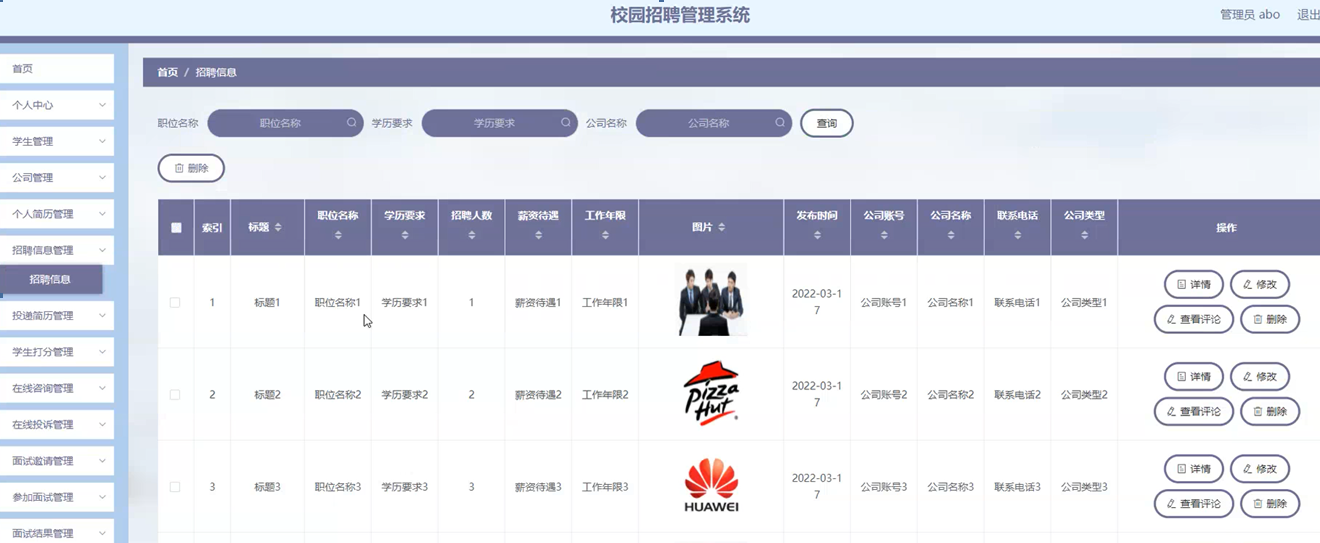 校园招聘管理系统
管理员 abo
退出
首页
个人中心
学生管理
公司管理
个人简历管理
招聘信息管理
招聘信息
投递简历管理
学生打分管理
在线咨询管理
在线投诉管理
面试邀请管理
参加面试管理
面试结果管理
首页 / 招聘信息
职位名称 职位名称 学历要求 学历要求 公司名称 公司名称 查询
删除
索引 标题 职位名称 学历要求 招聘人数 薪资待遇 工作年限 图片 发布时间 公司账号 公司名称 联系电话 公司类型 操作
1 标题1 职位名称1 学历要求1 1 薪资待遇1 工作年限1 2022-03-1 公司账号1 公司名称1 联系电话1 公司类型1 详情 修改
7 查看评论 删除
2 标题2 职位名称2 学历要求2 2 薪资待遇2 工作年限2 Pizza 2022-03-1 公司账号2 公司名称2 联系电话2 公司类型2 详情 修改
Hut 7 查看评论 删除
3 标题3 职位名称3 学历要求3 3 薪资待遇3 工作年限3 HUAWEI 2022-03-1 公司账号3 公司名称3 联系电话3 公司类型3 详情 修改
7 查看评论 删除